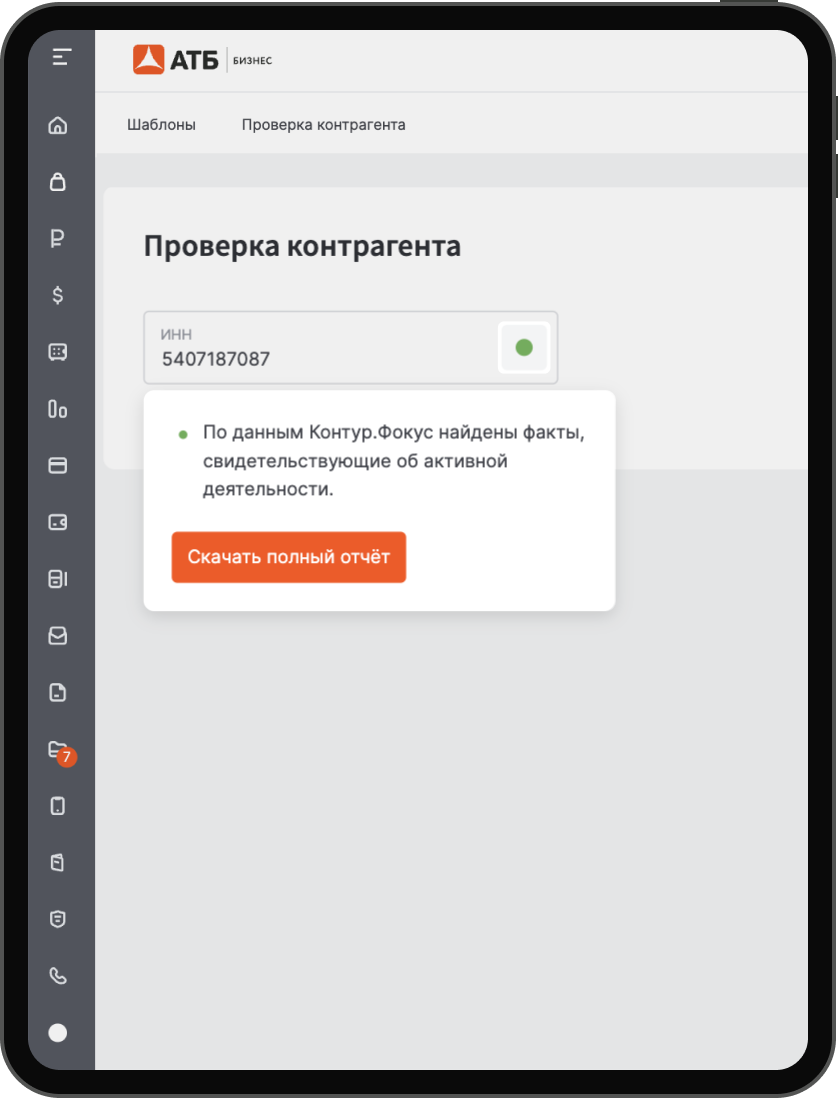 АТБ БИЗНЕС
Шаблоны Проверка контрагента
Проверка контрагента
ИНН
5407187087
По данным Контур.Фокус найдены факты,
свидетельствующие об активной
деятельности.
Скачать полный отчёт
7